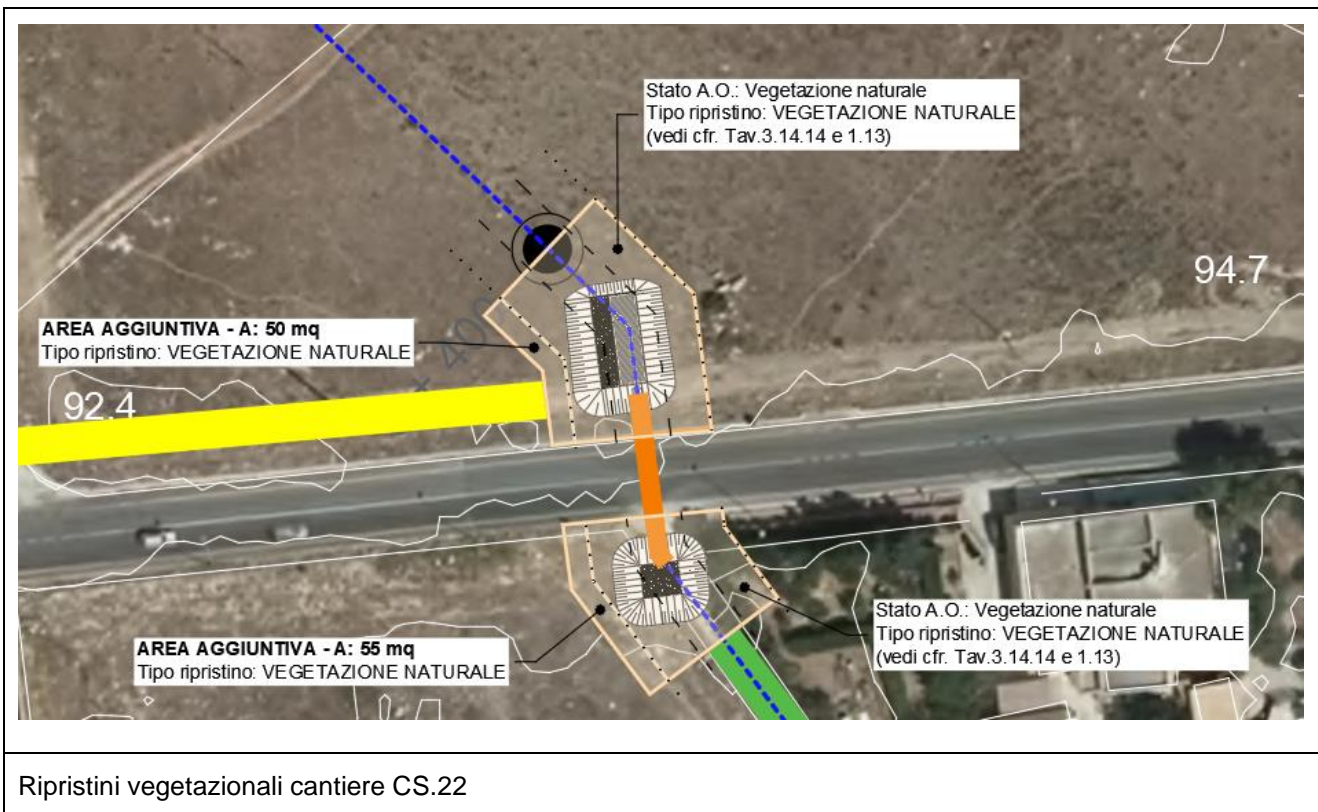 Stato A.O.: Vegetazione naturale
Tipo ripristino: VEGETAZIONE NATURALE
(vedi cfr. Tav.3.14.14 e 1.13)
94.7
AREA AGGIUNTIVA - A: 50 mq
Tipo ripristino: VEGETAZIONE NATURALE
92.4
Stato A.O.: Vegetazione naturale
Tipo ripristino: VEGETAZIONE NATURALE
(vedi cfr. Tav.3.14.14 e 1.13)
AREA AGGIUNTIVA - A: 55 mq
Tipo ripristino: VEGETAZIONE NATURALE
Ripristini vegetazionali cantiere CS.22